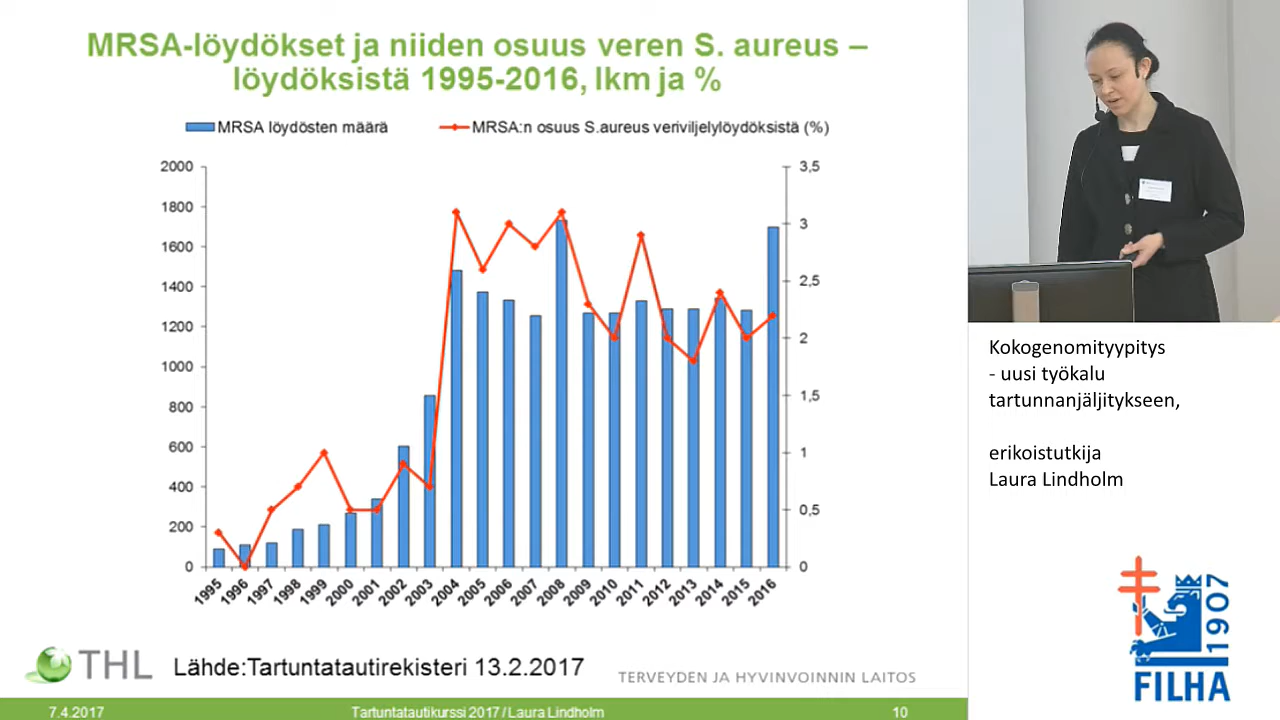 MRSA-löydökset ja niiden osuus veren S. aureus –
löydöksistä 1995-2016, lkm ja %
MRSA löydösten määrä
MRSA:n osuus S.aureus veriviljelylöydöksistä (%)
2000
1800
1600
1400
1200
1000
800
600
400
200
0
3,5
3
2,5
2
1,5
1
0,5
0
1995 1996 1997 1998 1999 2000 2001 2002 2003 2004 2005 2006 2007 2008 2009 2010 2011 2012 2013 2014 2015 2016
THL
Lähde:Tartuntatautirekisteri 13.2.2017
TERVEYDEN JA HYVINVOINNIN LAITOS
7.4.2017
Tartuntatautikurssi 2017 / Laura Lindholm
10
Kokogenomityypitys
- uusi työkalu
tartunnanjäljitykseen,
erikoistutkija
Laura Lindholm
1907
FILHA